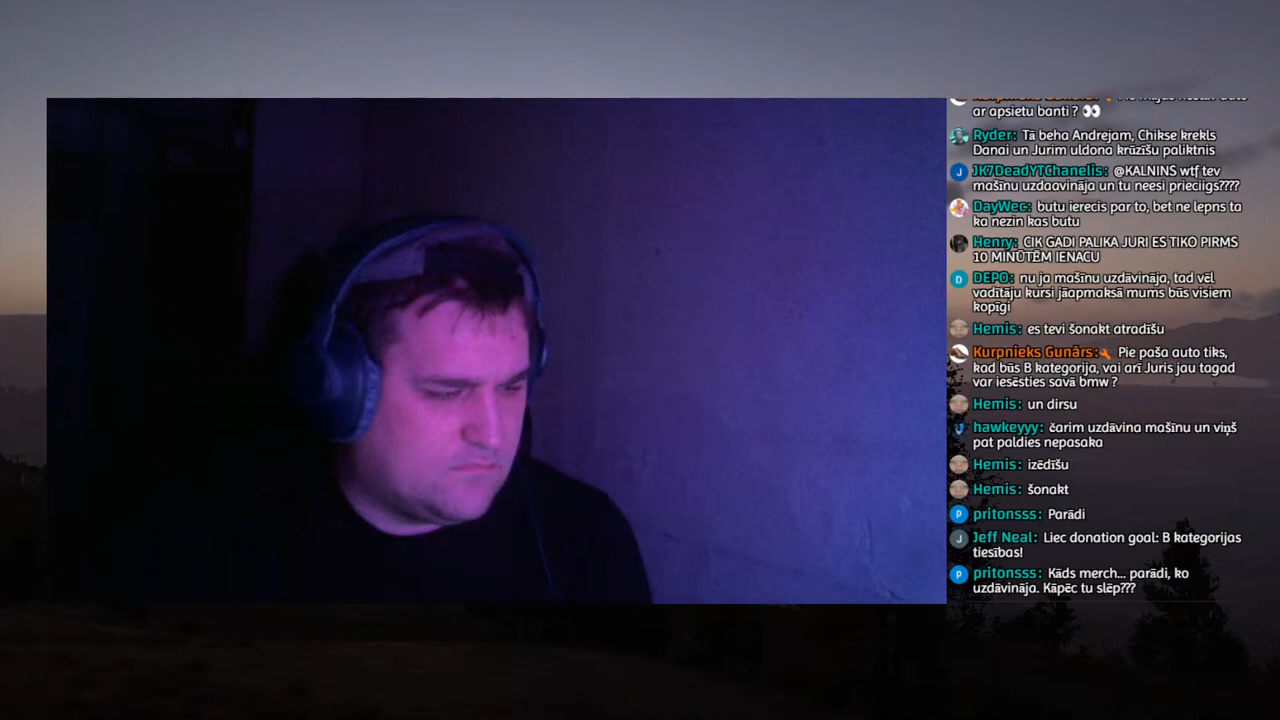 ar apsietu banti ?
Ryder: Tā beha Andrejam, Chikse krekls
Danai un Jurim uldona krūzīšu paliktnis
J
JK7DeadYTChanelis: @KALNINS wtf tev
mašīnu uzdaavināja un tu neesi prieciigs????
DayWec: butu ierecis par to, bet ne lepns ta
ka nezin kas butu
Henry: CIK GADI PALIKA JURI ES TIKO PIRMS
10 MINŪTĒM IENACU
D
DEPO: nu ja mašīnu uzdāvināja, tad vēl
vadītāju kursi jāapmaksā mums būs visiem
kopīgi
Hemis: es tevi šonakt atradīšu
Kurpnieks Gunārs: Pie paša auto tiks,
kad būs B kategorija, vai arī Juris jau tagad
var iesēsties savā bmw ?
Hemis: un dirsu
hawkeyyy: čarim uzdāvina mašīnu un viņš
pat paldies nepasaka
Hemis: izēdīšu
Hemis: šonakt
P
pritonsss: Parādi
J
Jeff Neal: Liec donation goal: B kategorijas
tiesības!
P
pritonsss: Kāds merch... parādi, ko
uzdāvināja. Kāpēc tu slēp???